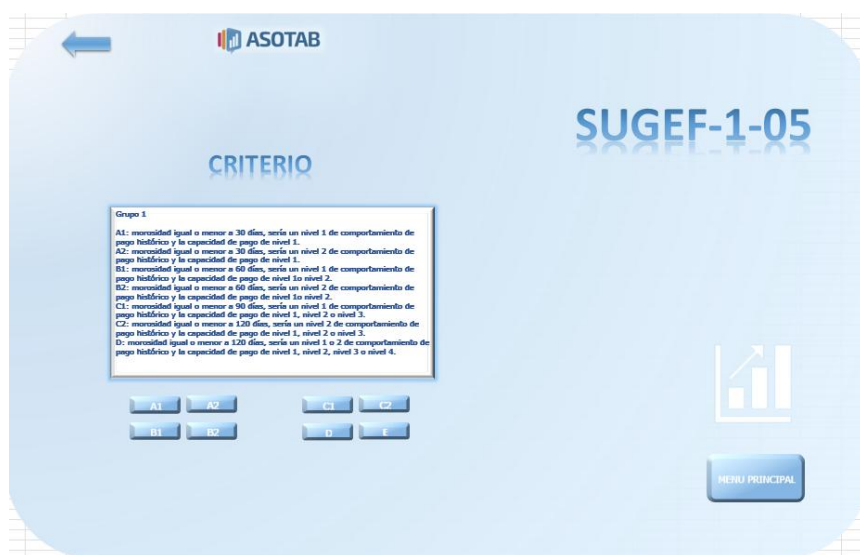 ASOTAB
SUGEF-1-05
CRITERIO
Grupo 1
A1: morosidad igual o menor a 30 días, sería un nivel 1 de comportamiento de
pago histórico y la capacidad de pago de nivel 1.
A2: morosidad igual o menor a 30 días, sería un nivel 2 de comportamiento de
pago histórico y la capacidad de pago de nivel 1.
B1: morosidad igual o menor a 60 días, sería un nivel 1 de comportamiento de
pago histórico y la capacidad de pago de nivel 1o nivel 2.
B2: morosidad igual o menor a 60 días, sería un nivel 2 de comportamiento de
pago histórico y la capacidad de pago de nivel 1o nivel 2.
C1: morosidad igual o menor a 90 días, sería un nivel 1 de comportamiento de
pago histórico y la capacidad de pago de nivel 1, nivel 2 o nivel 3.
C2: morosidad igual o menor a 120 días, sería un nivel 2 de comportamiento de
pago histórico y la capacidad de pago de nivel 1, nivel 2 o nivel 3.
D: morosidad igual o menor a 120 días, sería un nivel 1 o 2 de comportamiento de
pago histórico y la capacidad de pago de nivel 1, nivel 2, nivel 3 o nivel 4.
A1 A2 C1 C2
B1 B2 D E
MENU PRINCIPAL